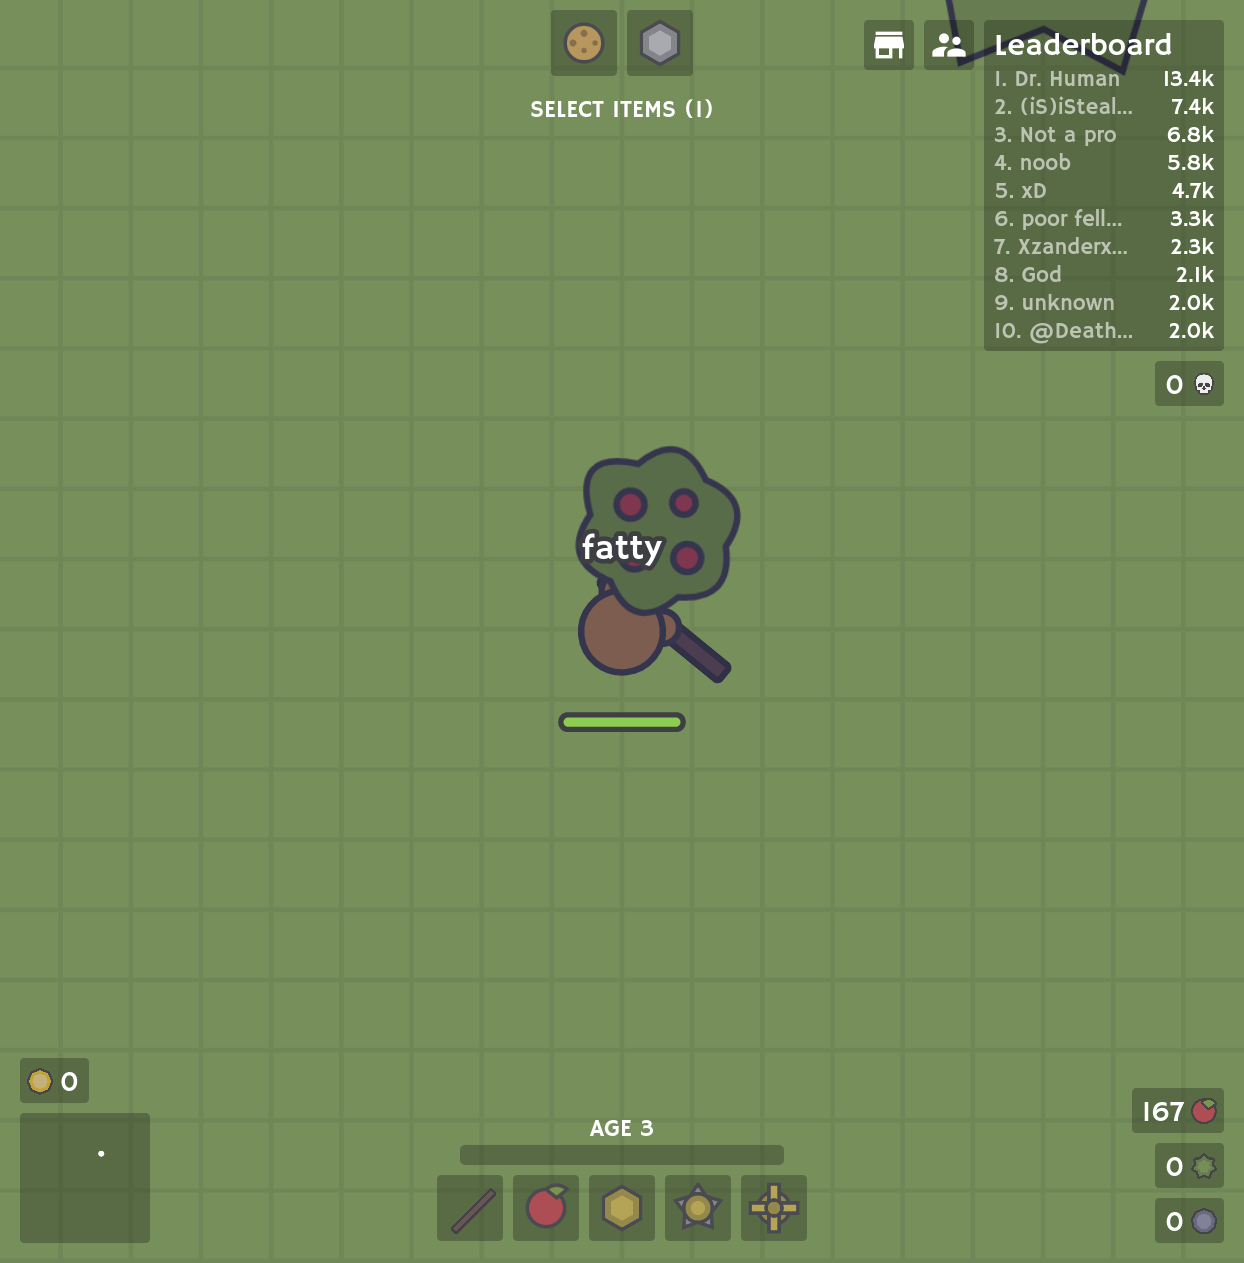 SELECT ITEMS (1)
Leaderboard
1. Dr. Human 13.4k
2. (iS)iSteal... 7.4k
3. Not a pro 6.8k
4. noob 5.8k
5. xD 4.7k
6. poor fell... 3.3k
7. Xzanderx... 2.3k
8. God 2.1k
9. unknown 2.0k
10. @Death... 2.0k
0
fatty
0
AGE 3
167
0
0